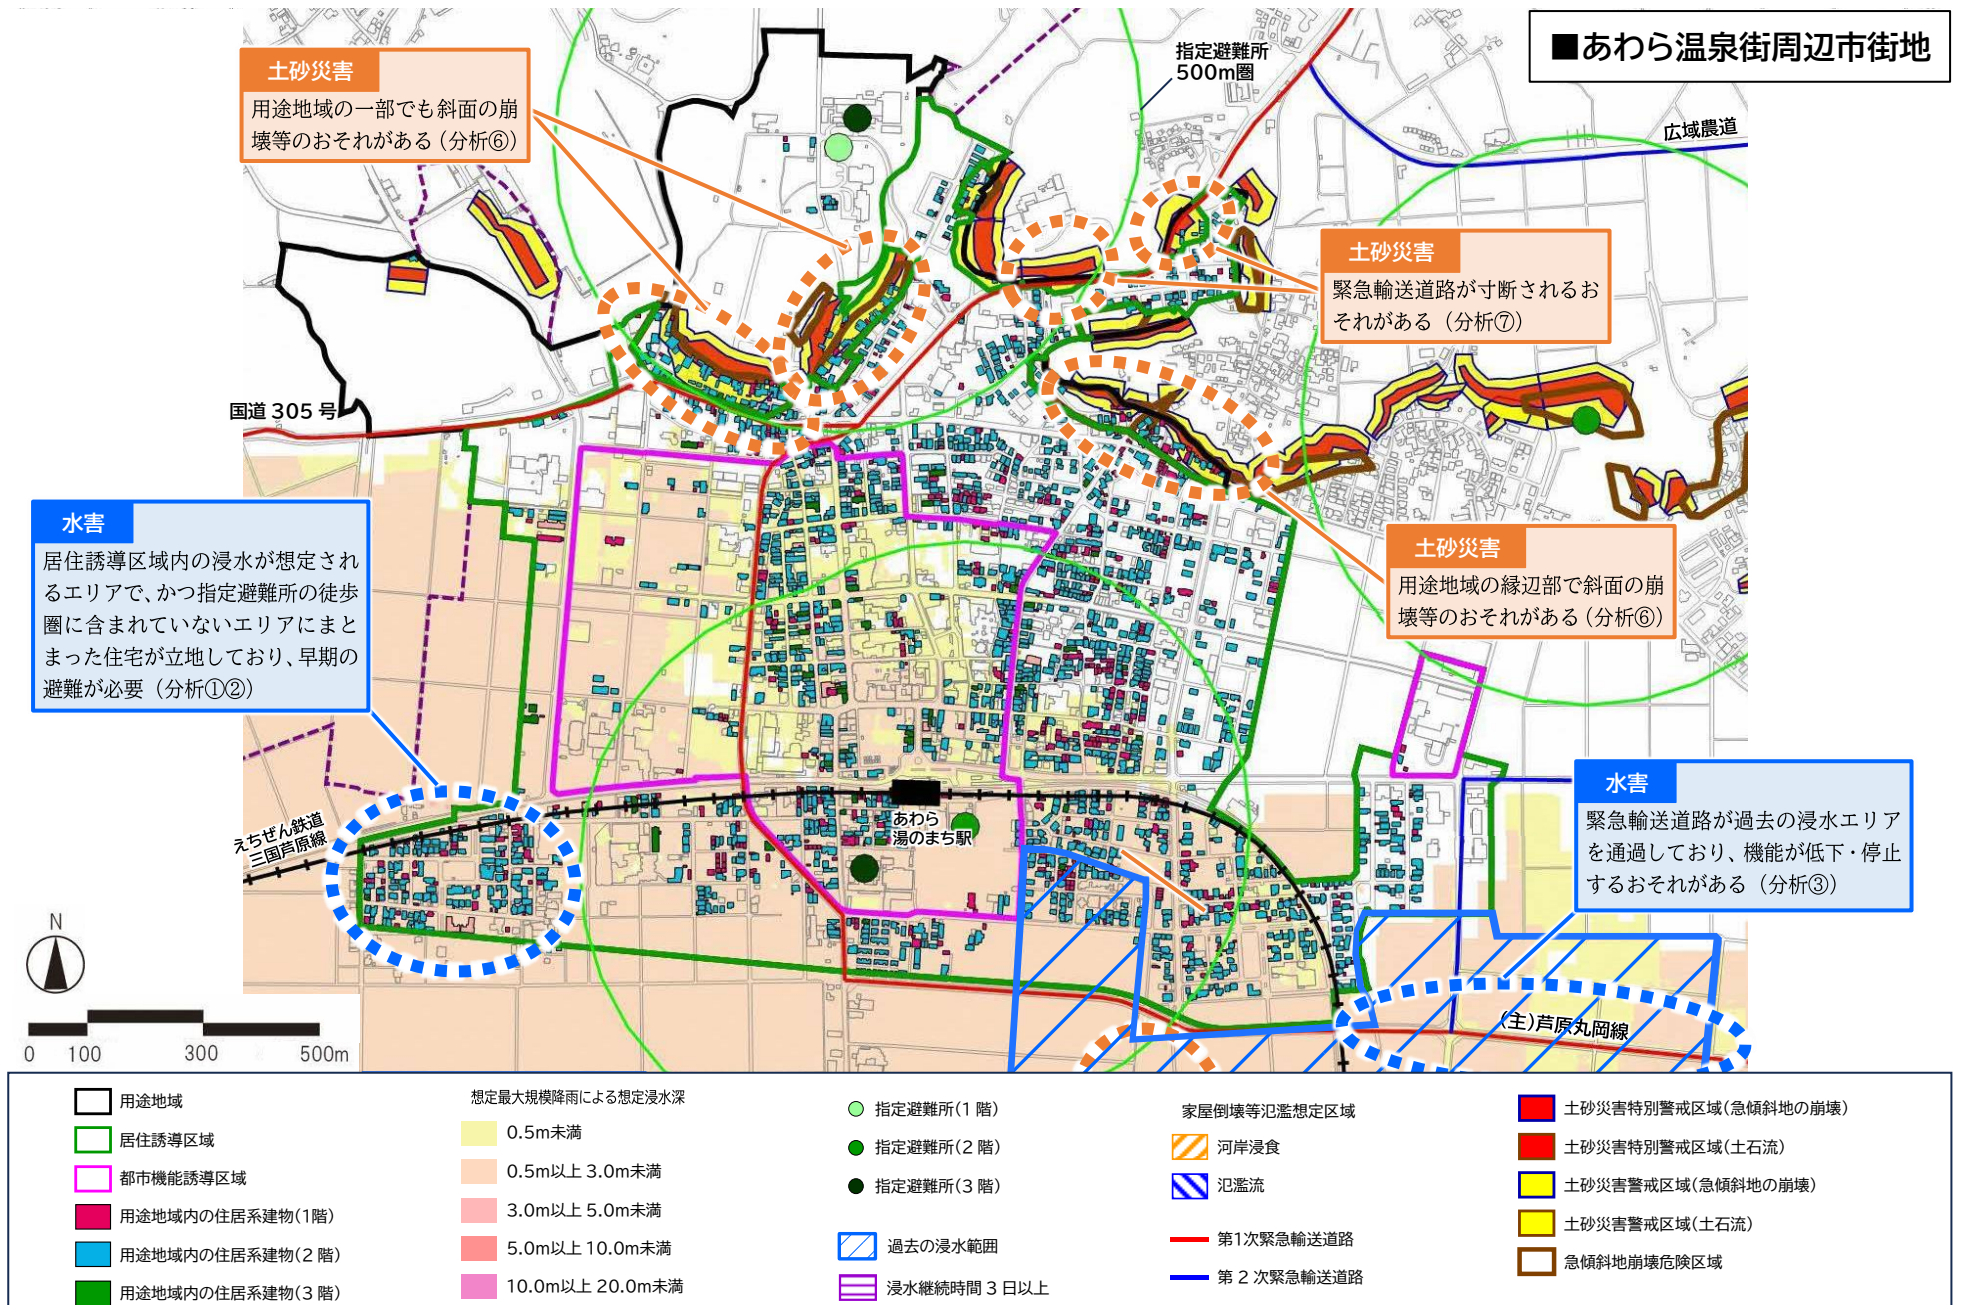 ■あわら温泉街周辺市街地
土砂災害
用途地域の一部でも斜面の崩
壊等のおそれがある（分析⑥）
指定避難所
500m圏
広域農道
土砂災害
緊急輸送道路が寸断されるお
それがある（分析⑦）
国道 305 号
水害
居住誘導区域内の浸水が想定され
るエリアで、かつ指定避難所の徒歩
圏に含まれていないエリアにまと
まった住宅が立地しており、早期の
避難が必要（分析①②）
土砂災害
用途地域の縁辺部で斜面の崩
壊等のおそれがある（分析⑥）
水害
緊急輸送道路が過去の浸水エリア
を通過しており、機能が低下・停止
するおそれがある（分析③）
えちぜん鉄道
三国芦原線
あわら
湯のまち駅
(主)芦原丸岡線
N
0 100 300 500m
用途地域
居住誘導区域
都市機能誘導区域
用途地域内の住居系建物(1階)
用途地域内の住居系建物(2階)
用途地域内の住居系建物(3階)
想定最大規模降雨による想定浸水深
0.5m未満
0.5m以上 3.0m未満
3.0m以上 5.0m未満
5.0m以上 10.0m未満
10.0m以上 20.0m未満
指定避難所(1階)
指定避難所(2階)
指定避難所(3階)
過去の浸水範囲
浸水継続時間 3 日以上
家屋倒壊等氾濫想定区域
河岸浸食
氾濫流
第1次緊急輸送道路
第 2 次緊急輸送道路
土砂災害特別警戒区域(急傾斜地の崩壊)
土砂災害特別警戒区域(土石流)
土砂災害警戒区域(急傾斜地の崩壊)
土砂災害警戒区域(土石流)
急傾斜地崩壊危険区域